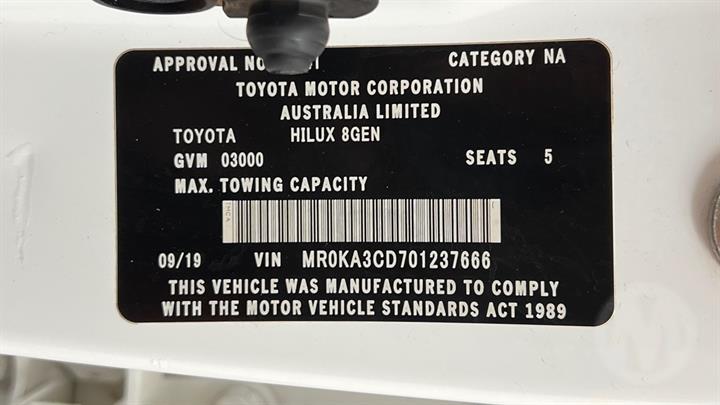 APPROVAL NO. CATEGORY NA
TOYOTA MOTOR CORPORATION
AUSTRALIA LIMITED
TOYOTA HILUX 8GEN
GVM 03000 SEATS 5
MAX. TOWING CAPACITY
09/19 VIN MR0KA3CD701237666
THIS VEHICLE WAS MANUFACTURED TO COMPLY
WITH THE MOTOR VEHICLE STANDARDS ACT 1989